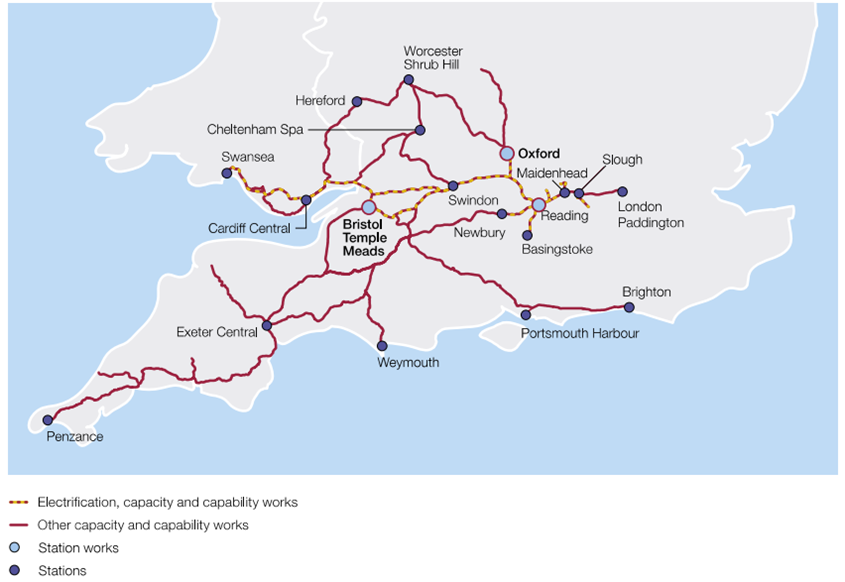 Worcester
Shrub Hill
Hereford
Cheltenham Spa
Oxford
Swansea
Maidenhead
Slough
Swindon
Reading
London
Paddington
Cardiff Central
Bristol
Temple
Meads
Newbury
Basingstoke
Brighton
Exeter Central
Portsmouth Harbour
Weymouth
Penzance
Electrification, capacity and capability works
Other capacity and capability works
Station works
Stations